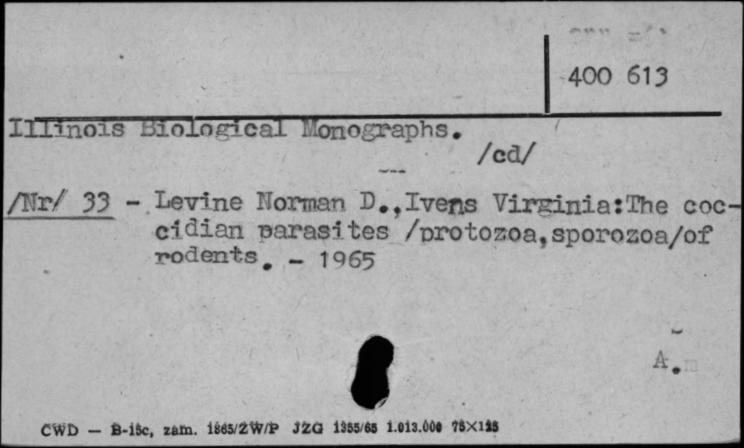 400 613
Illinois Biological Monographs.
/cd/
/Nr/ 33 - Levine Norman D., Ivens Virginia:The coc-
cidian parasites /protozoa, sporozoa/of
rodents. - 1965
A.
CWD — B-15c, zam. 1865/ZW/P JZG 1355/65 1.013.000 75×125